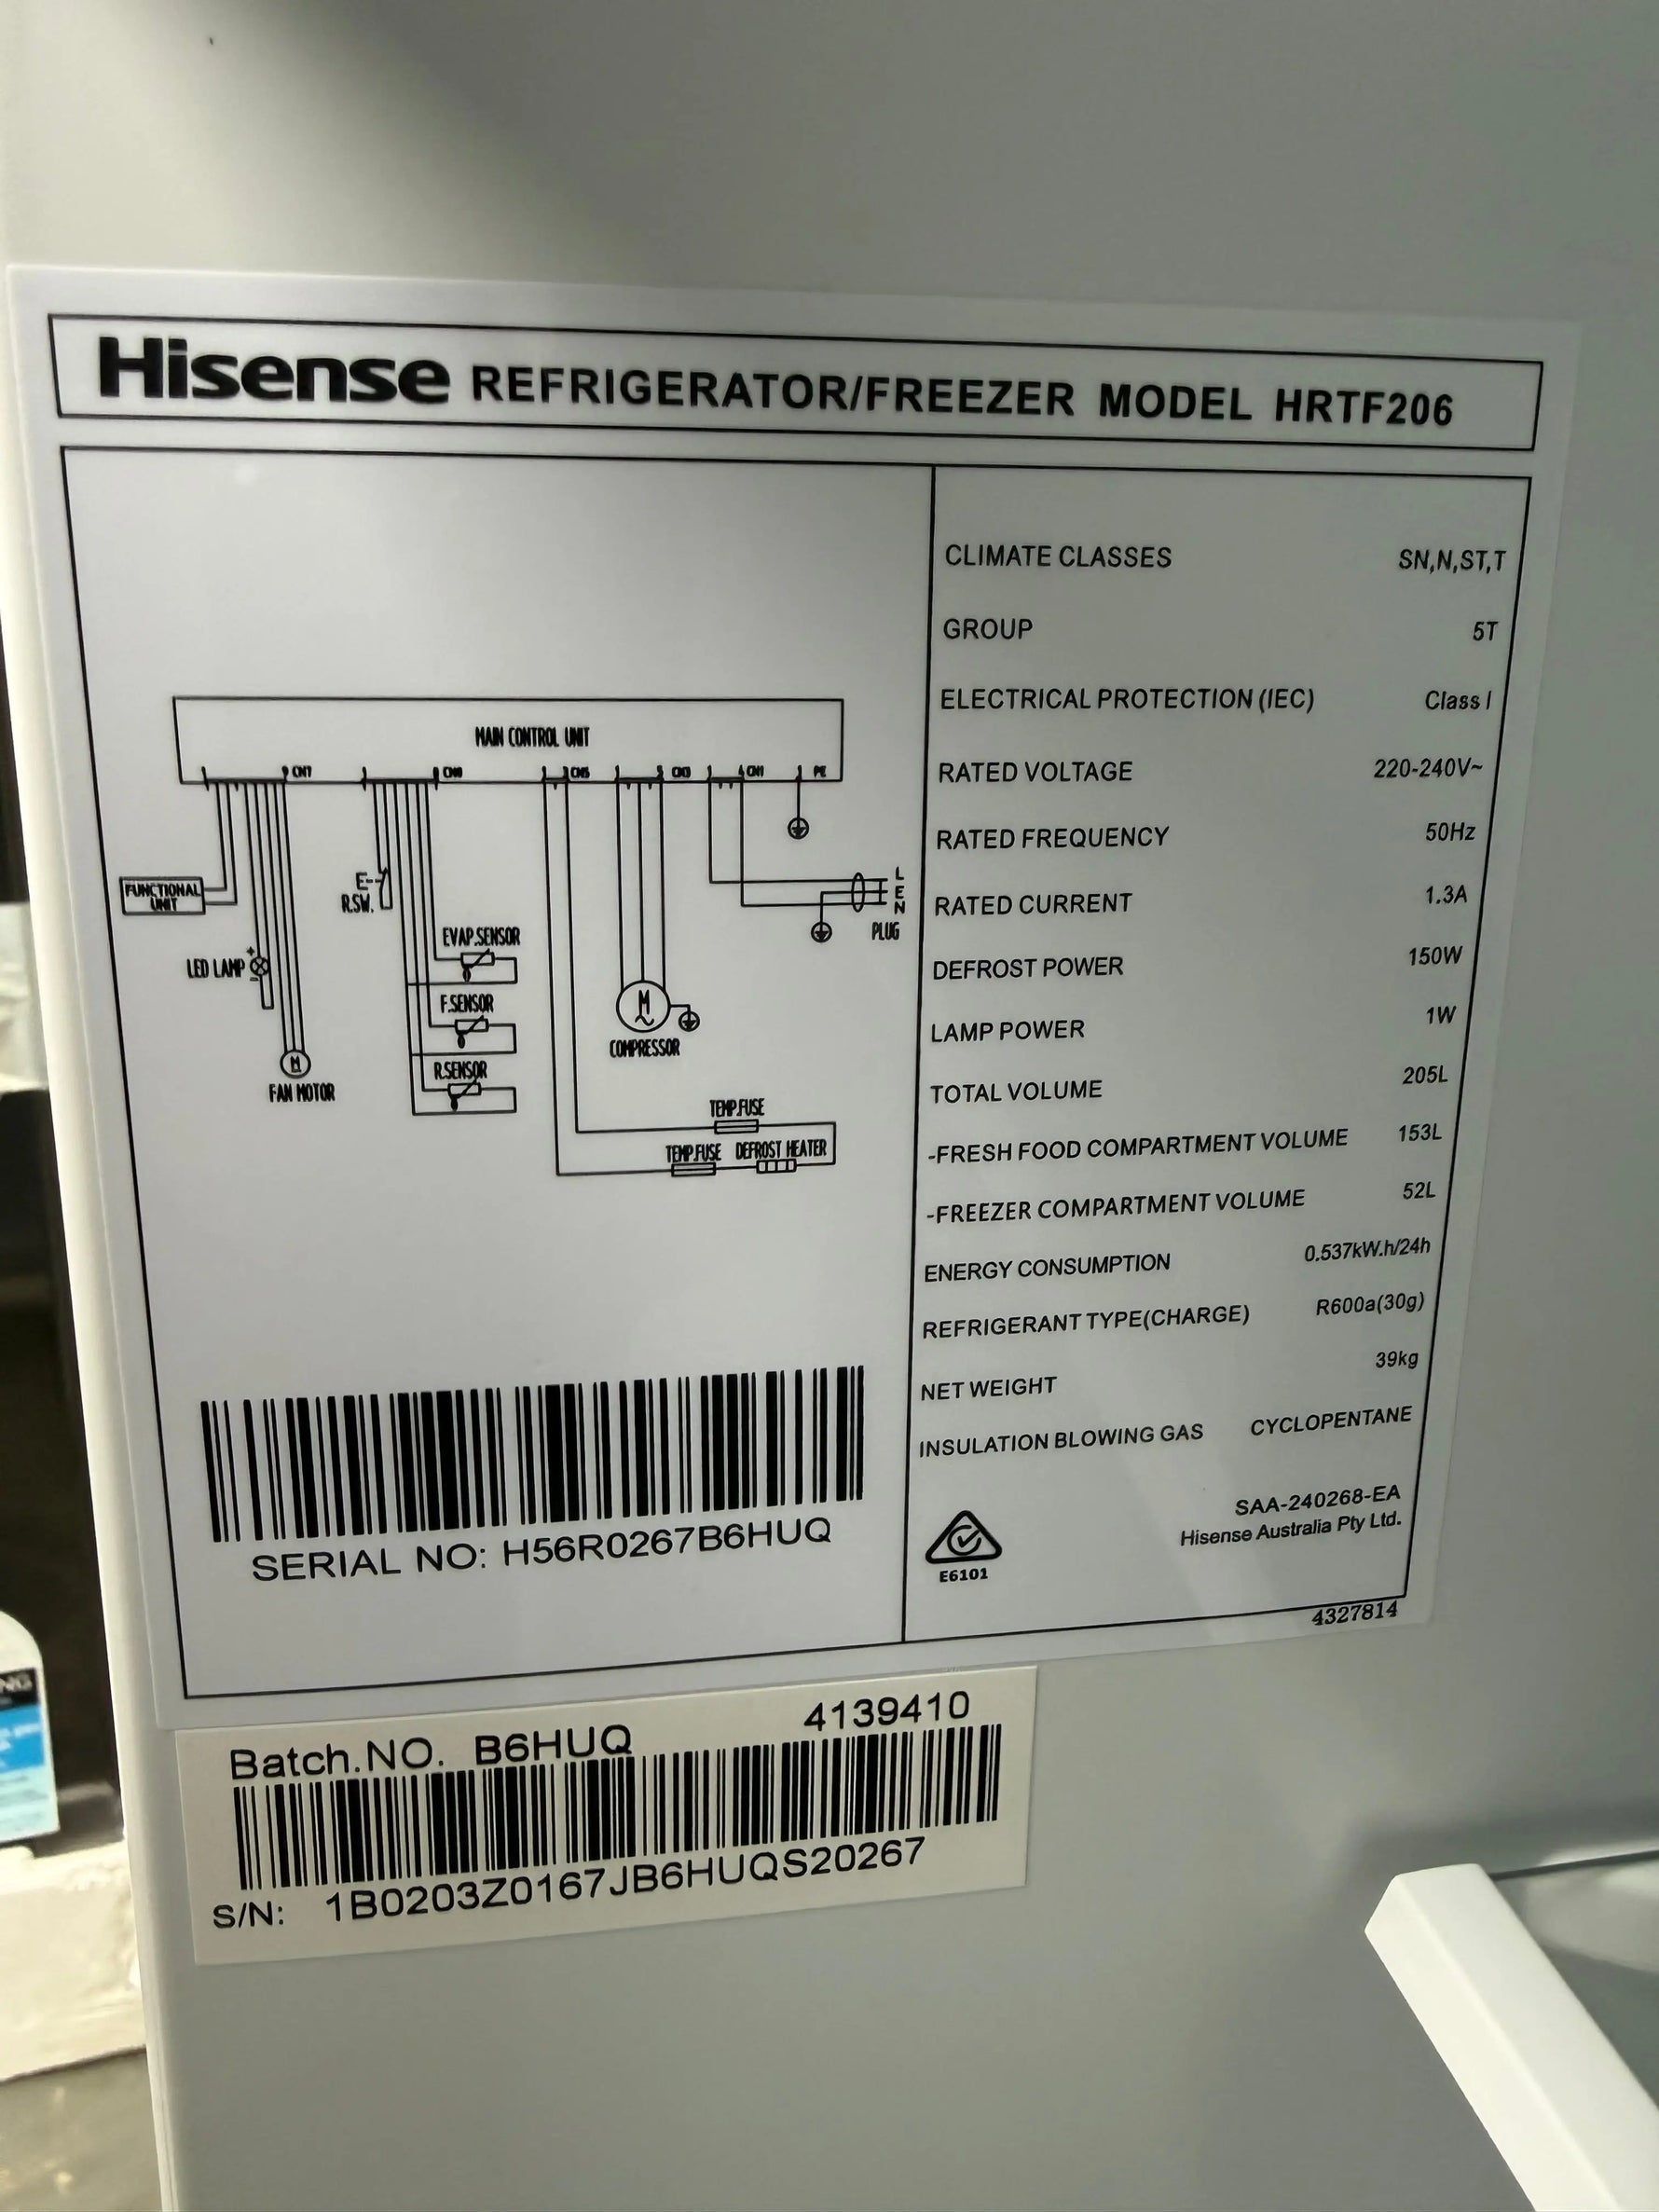 Hisense REFRIGERATOR/FREEZER MODEL HRTF206
MAIN CONTROL UNIT
CN7
PE
FUNCTIONAL
UNIT
E--
R.SW.
L
E
N
PLUG
LED LAMP
+
-
EVAP.SENSOR
F.SENSOR
R.SENSOR
M
FAN MOTOR
M
~
COMPRESSOR
TEMP.FUSE
TEMP.FUSE DEFROST HEATER
SERIAL NO: H56R0267B6HUQ
CLIMATE CLASSES SN,N,ST,T
GROUP 5T
ELECTRICAL PROTECTION (IEC) Class I
RATED VOLTAGE 220-240V~
RATED FREQUENCY 50Hz
RATED CURRENT 1.3A
DEFROST POWER 150W
LAMP POWER 1W
TOTAL VOLUME 205L
-FRESH FOOD COMPARTMENT VOLUME 153L
-FREEZER COMPARTMENT VOLUME 52L
ENERGY CONSUMPTION 0.537kW.h/24h
REFRIGERANT TYPE(CHARGE) R600a(30g)
NET WEIGHT 39kg
INSULATION BLOWING GAS CYCLOPENTANE
SAA-240268-EA
Hisense Australia Pty Ltd.
E6101
4327814
Batch.NO. B6HUQ 4139410
S/N: 1B0203Z0167JB6HUQS20267